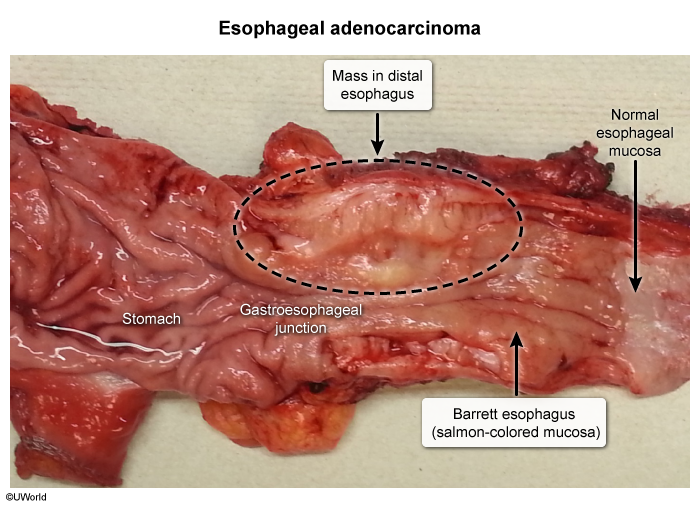 Esophageal adenocarcinoma
Mass in distal
esophagus
Normal
esophageal
mucosa
Stomach
Gastroesophageal
junction
Barrett esophagus
(salmon-colored mucosa)
©UWorld